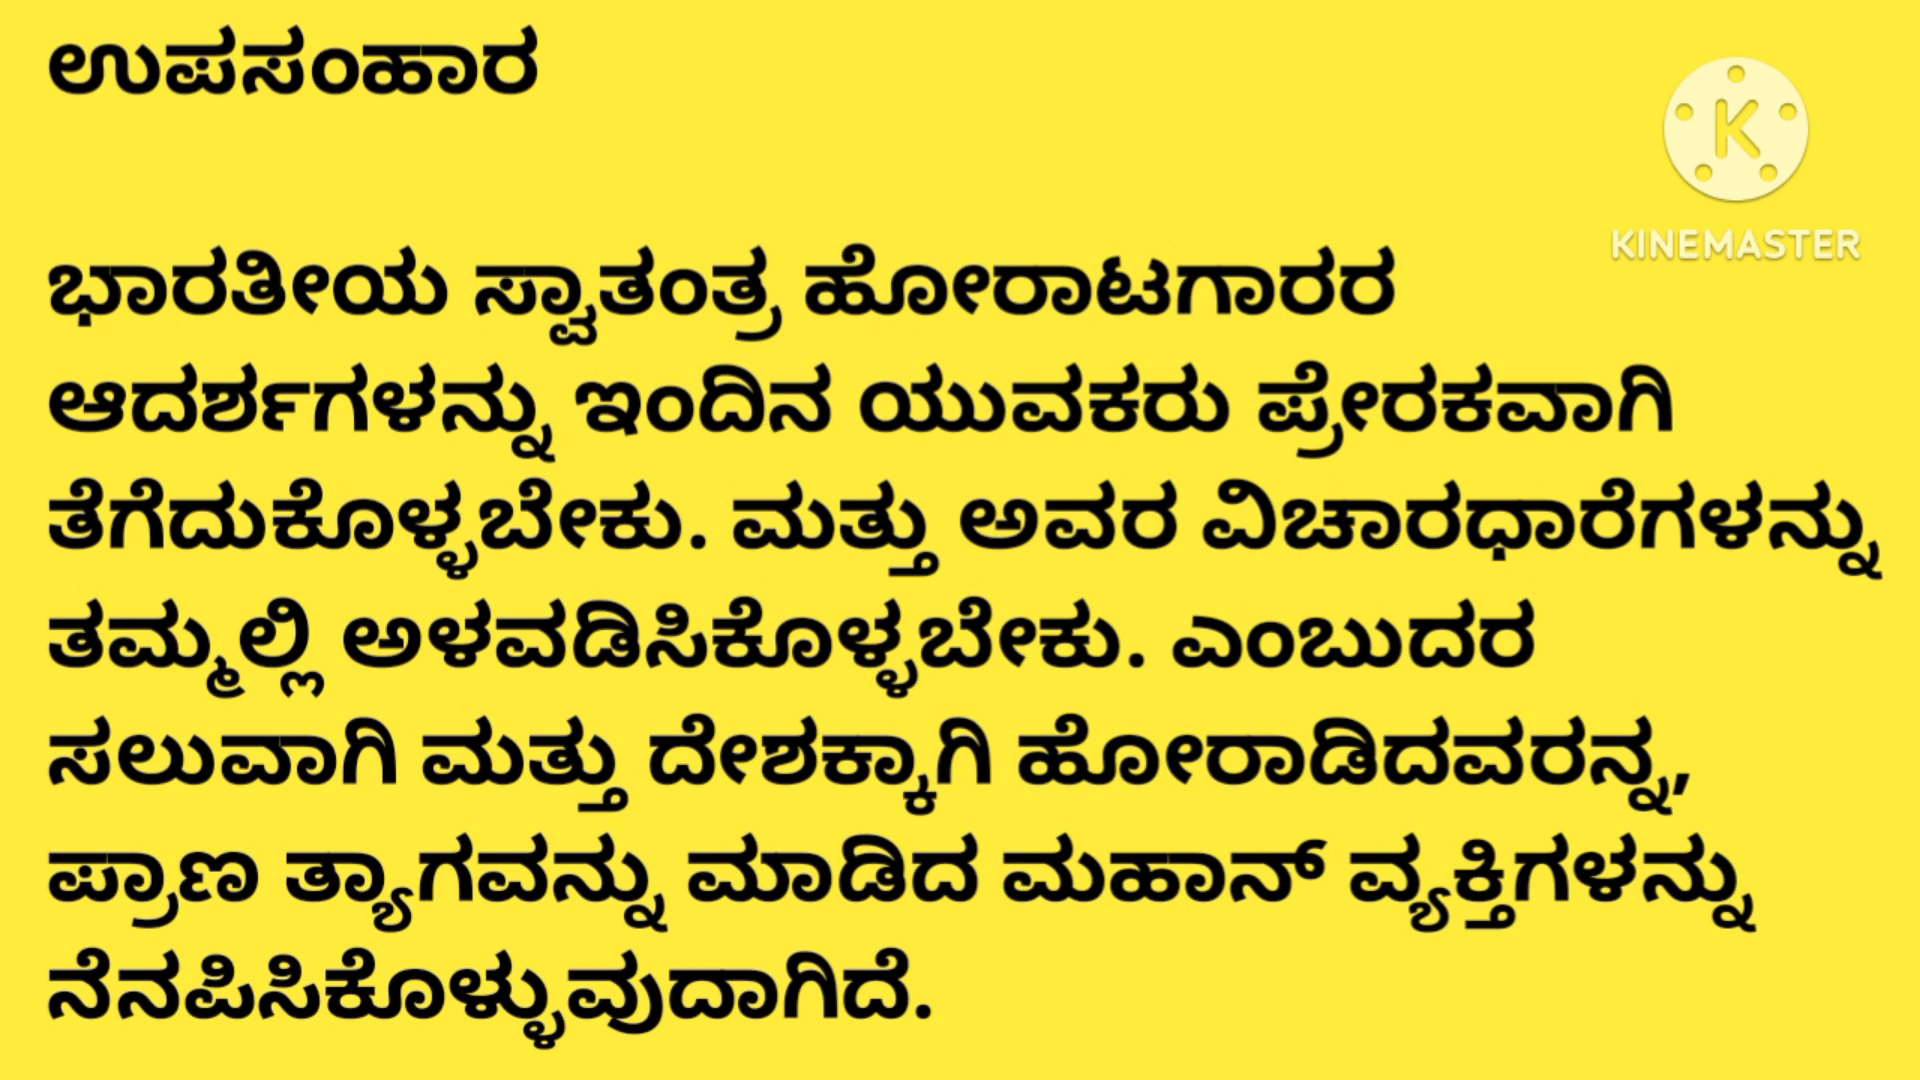 ಉಪಸಂಹಾರ
KINEMASTER
ಭಾರತೀಯ ಸ್ವಾತಂತ್ರ ಹೋರಾಟಗಾರರ
ಆದರ್ಶಗಳನ್ನು ಇಂದಿನ ಯುವಕರು ಪ್ರೇರಕವಾಗಿ
ತೆಗೆದುಕೊಳ್ಳಬೇಕು. ಮತ್ತು ಅವರ ವಿಚಾರಧಾರೆಗಳನ್ನು
ತಮ್ಮಲ್ಲಿ ಅಳವಡಿಸಿಕೊಳ್ಳಬೇಕು. ಎಂಬುದರ
ಸಲುವಾಗಿ ಮತ್ತು ದೇಶಕ್ಕಾಗಿ ಹೋರಾಡಿದವರನ್ನ,
ಪ್ರಾಣ ತ್ಯಾಗವನ್ನು ಮಾಡಿದ ಮಹಾನ್ ವ್ಯಕ್ತಿಗಳನ್ನು
ನೆನಪಿಸಿಕೊಳ್ಳುವುದಾಗಿದೆ.